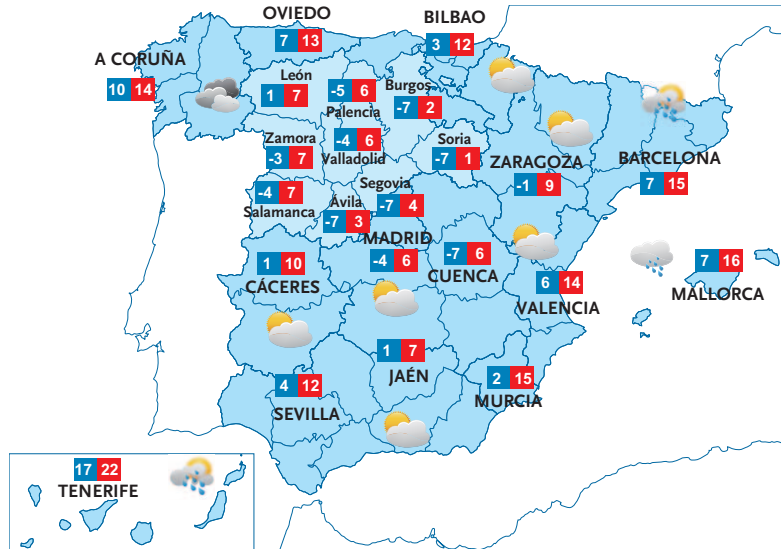 OVIEDO
7 13
BILBAO
3 12
A CORUÑA
10 14
León
1 7
-5 6
Palencia
Burgos
-7 2
Zamora
-3 7
-4 6
Valladolid
Soria
-7 1
ZARAGOZA
-1 9
BARCELONA
7 15
-4 7
Salamanca
Ávila
-7 3
Segovia
-7 4
MADRID
-4 6
-7 6
CUENCA
1 10
CÁCERES
6 14
VALENCIA
7 16
MALLORCA
1 7
JAÉN
4 12
SEVILLA
2 15
MURCIA
17 22
TENERIFE